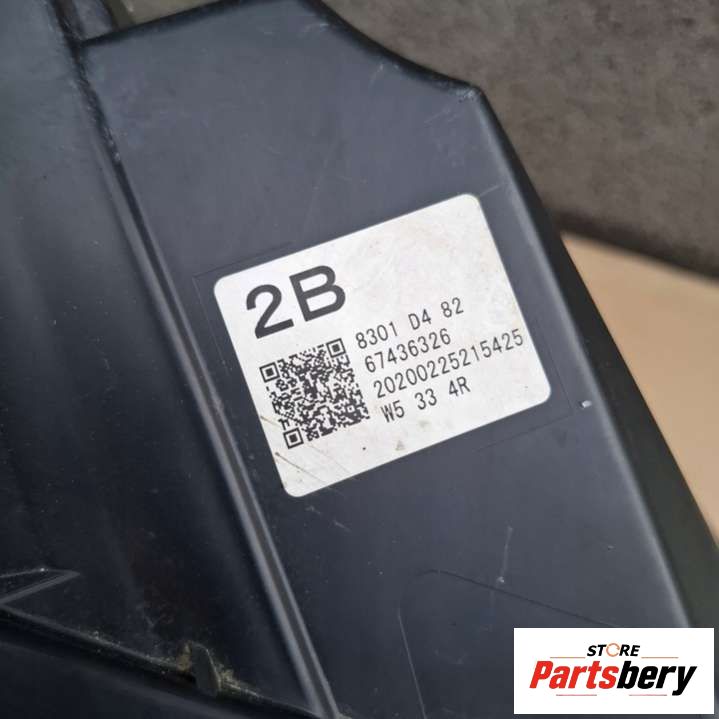 2B
8301 D4 82
67436326
20200225215425
W5 33 4R
STORE
Partsbery